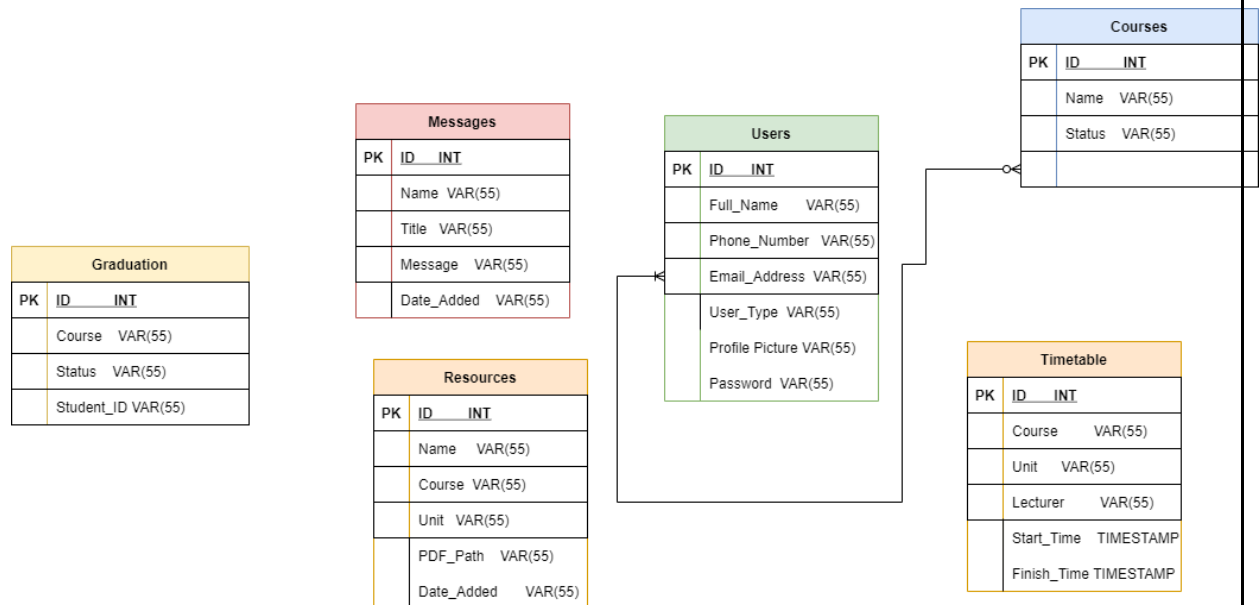 Courses
PK ID INT
Name VAR(55)
Status VAR(55)
Messages
PK ID INT
Name VAR(55)
Title VAR(55)
Message VAR(55)
Date_Added VAR(55)
Users
PK ID INT
Full_Name VAR(55)
Phone_Number VAR(55)
Email_Address VAR(55)
User_Type VAR(55)
Profile Picture VAR(55)
Password VAR(55)
Graduation
PK ID INT
Course VAR(55)
Status VAR(55)
Student_ID VAR(55)
Resources
PK ID INT
Name VAR(55)
Course VAR(55)
Unit VAR(55)
PDF_Path VAR(55)
Date_Added VAR(55)
Timetable
PK ID INT
Course VAR(55)
Unit VAR(55)
Lecturer VAR(55)
Start_Time TIMESTAMP
Finish_Time TIMESTAMP